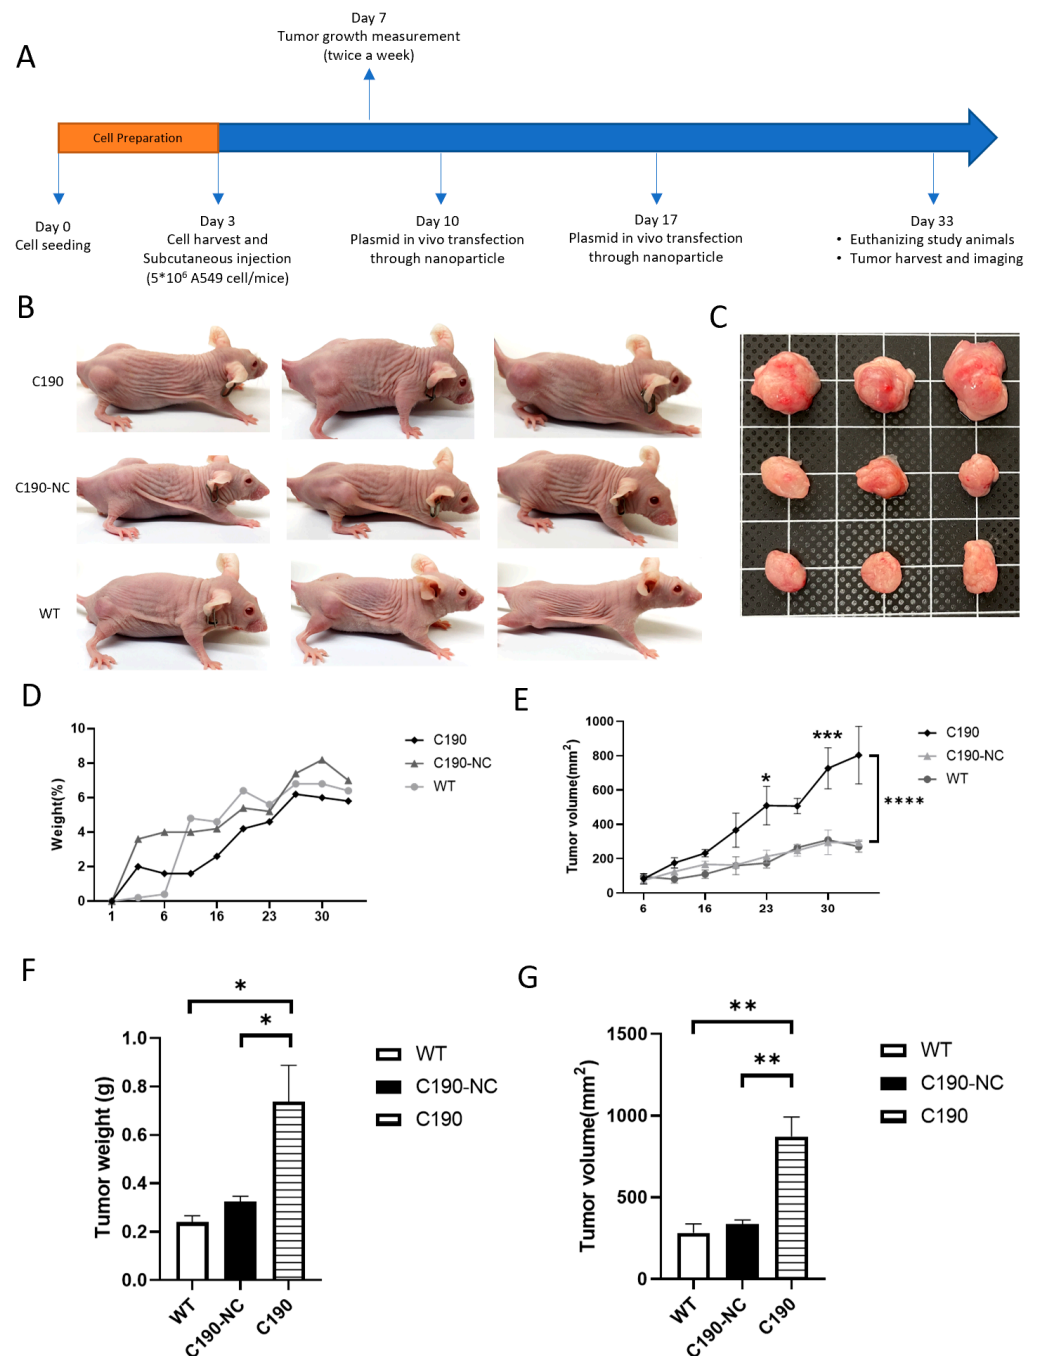 A
Day 7
Tumor growth measurement
(twice a week)
Cell Preparation
Day 0
Cell seeding
Day 3
Cell harvest and
Subcutaneous injection
(5*10⁶ A549 cell/mice)
Day 10
Plasmid in vivo transfection
through nanoparticle
Day 17
Plasmid in vivo transfection
through nanoparticle
Day 33
• Euthanizing study animals
• Tumor harvest and imaging
B
C190
C190-NC
WT
C
D
Weight(%)
10
8
6
4
2
0
1 6 16 23 30
C190
C190-NC
WT
E
Tumor volume(mm²)
1000
800
600
400
200
0
6 16 23 30
*
***
****
C190
C190-NC
WT
F
Tumor weight (g)
1.0
0.8
0.6
0.4
0.2
0.0
*
*
WT C190-NC C190
WT
C190-NC
C190
G
Tumor volume(mm²)
1500
1000
500
0
**
**
WT C190-NC C190
WT
C190-NC
C190